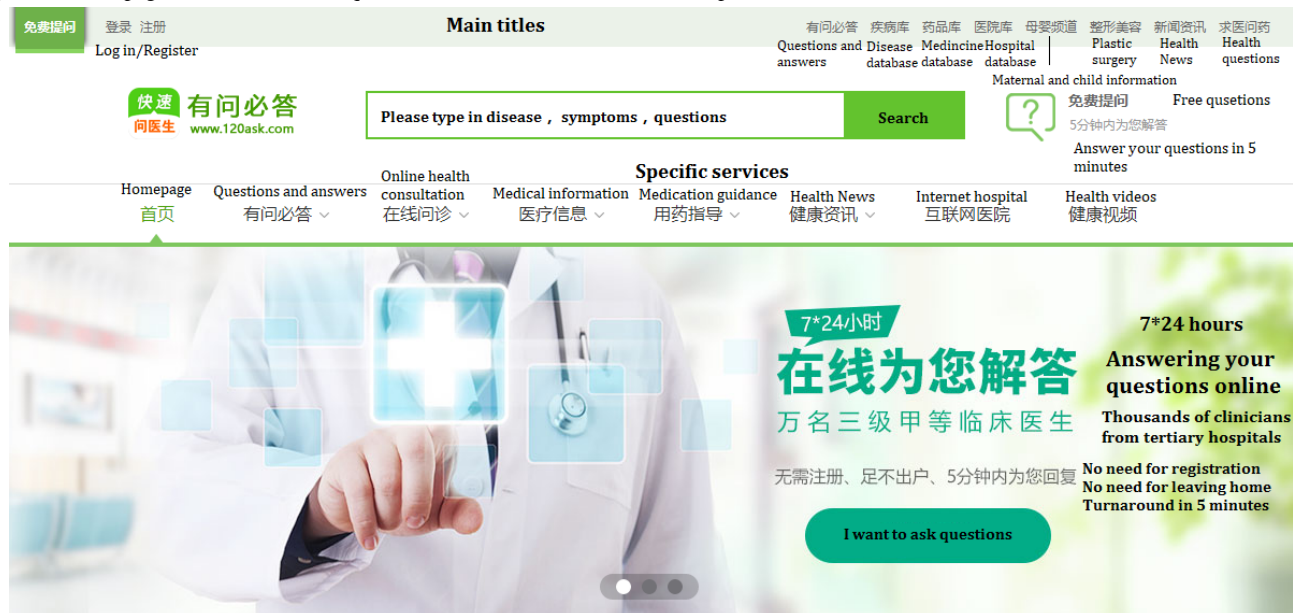 免费提问 登录 注册 Main titles 有问必答 疾病库 药品库 医院库 母婴频道 整形美容 新闻资讯 求医问药
Log in/Register
Questions and answers
Disease database
Medincine database
Hospital database
Plastic surgery
Health News
Health questions
Maternal and child information
快速
问医生
有问必答
www.120ask.com
Please type in disease , symptoms , questions
Search
?
免费提问 Free qusetions
5分钟内为您解答
Answer your questions in 5
minutes
Specific services
Homepage
Questions and answers
Online health
consultation
Medical information
Medication guidance
Health News
Internet hospital
Health videos
首页 有问必答 在线问诊 医疗信息 用药指导 健康资讯 互联网医院 健康视频
7*24小时
在线为您解答
万名三级甲等临床医生
无需注册、足不出户、5分钟内为您回复
7*24 hours
Answering your
questions online
Thousands of clinicians
from tertiary hospitals
No need for registration
No need for leaving home
Turnaround in 5 minutes
I want to ask questions